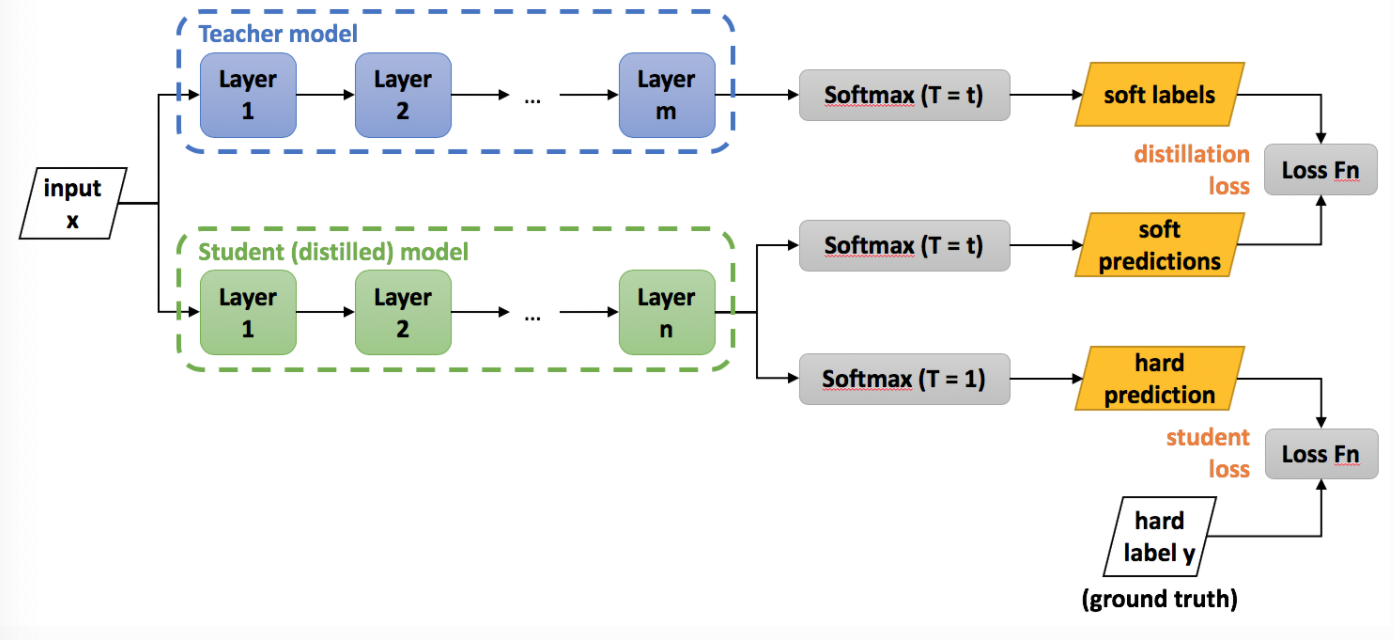 Teacher model
Layer
1
Layer
2
...
Layer
m
Softmax (T = t)
soft labels
distillation
loss
Loss Fn
input
x
Student (distilled) model
Layer
1
Layer
2
...
Layer
n
Softmax (T = t)
soft
predictions
Softmax (T = 1)
hard
prediction
student
loss
Loss Fn
hard
label y
(ground truth)